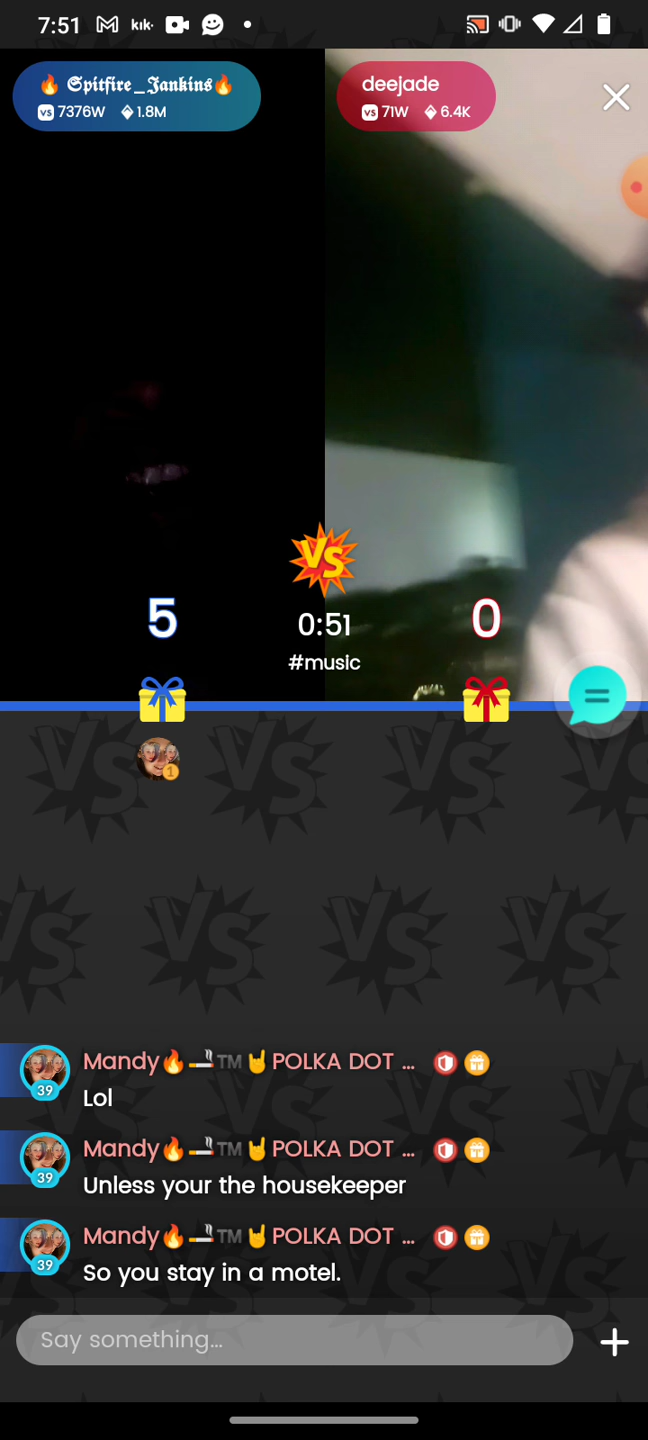 7:51 kik
🔥 Spitfire_Jankins🔥
VS 7376W 1.8M
deejade
VS 71W 6.4K
VS
5 0:51 0
#music
1
Mandy🔥🚬™️🤘POLKA DOT ...
39
Lol
Mandy🔥🚬™️🤘POLKA DOT ...
39
Unless your the housekeeper
Mandy🔥🚬™️🤘POLKA DOT ...
39
So you stay in a motel.
Say something...